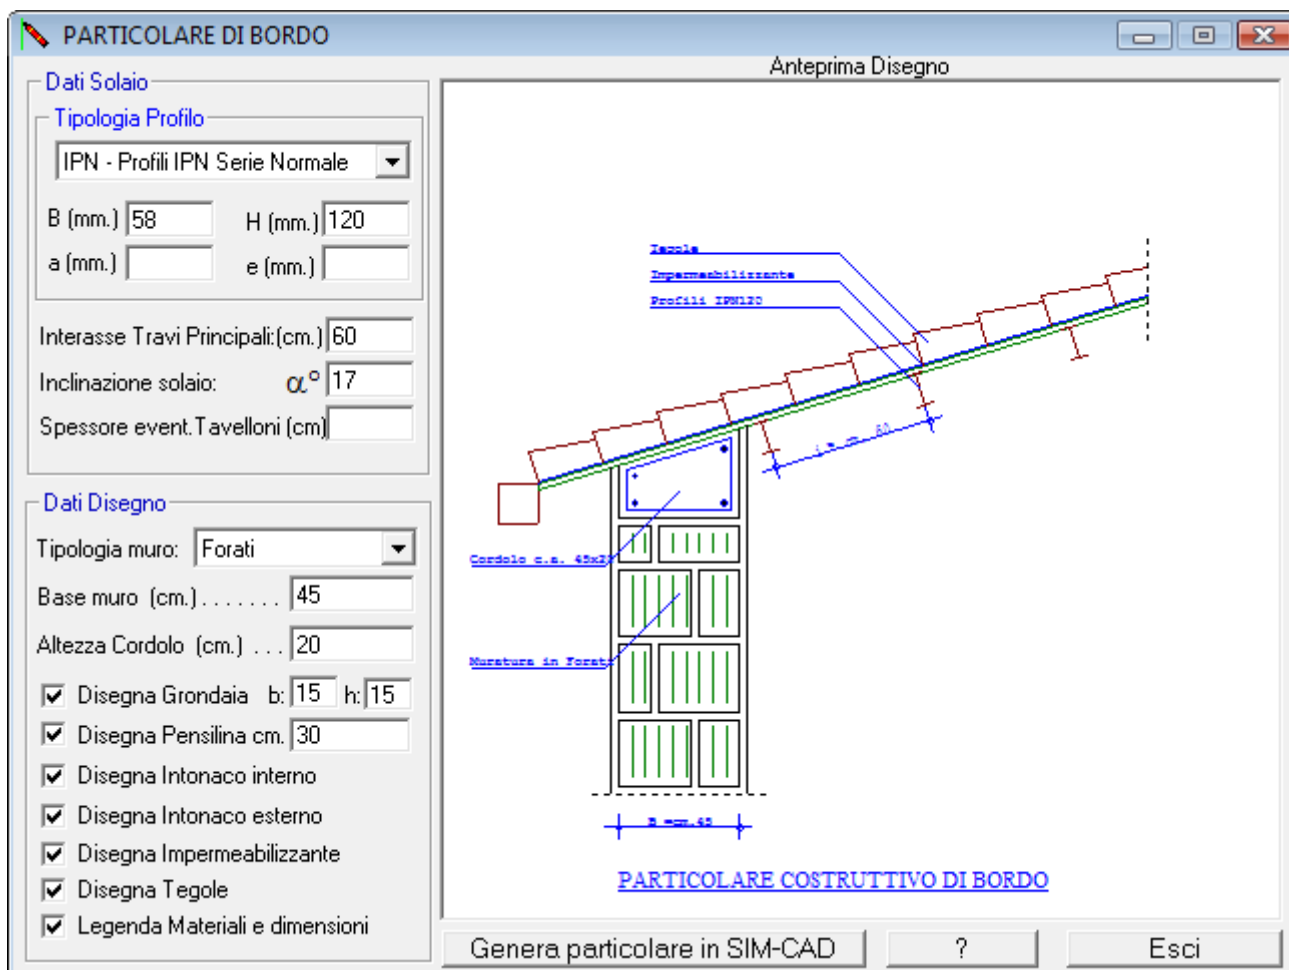 PARTICOLARE DI BORDO
Anteprima Disegno
Dati Solaio
Tipologia Profilo
IPN - Profili IPN Serie Normale
B (mm.) 58 H (mm.) 120
a (mm.) e (mm.)
Interasse Travi Principali:(cm.) 60
Inclinazione solaio: α° 17
Spessore event.Tavelloni (cm)
Dati Disegno
Tipologia muro: Forati
Base muro (cm.) . . . . . . . 45
Altezza Cordolo (cm.) . . . 20
Disegna Grondaia b: 15 h: 15
Disegna Pensilina cm. 30
Disegna Intonaco interno
Disegna Intonaco esterno
Disegna Impermeabilizzante
Disegna Tegole
Legenda Materiali e dimensioni
Tegole
Impermeabilizzante
Profili IPN120
60
Cordolo c.a. 45x2
Muratura in Forati
B =cm.45
PARTICOLARE COSTRUTTIVO DI BORDO
Genera particolare in SIM-CAD ? Esci